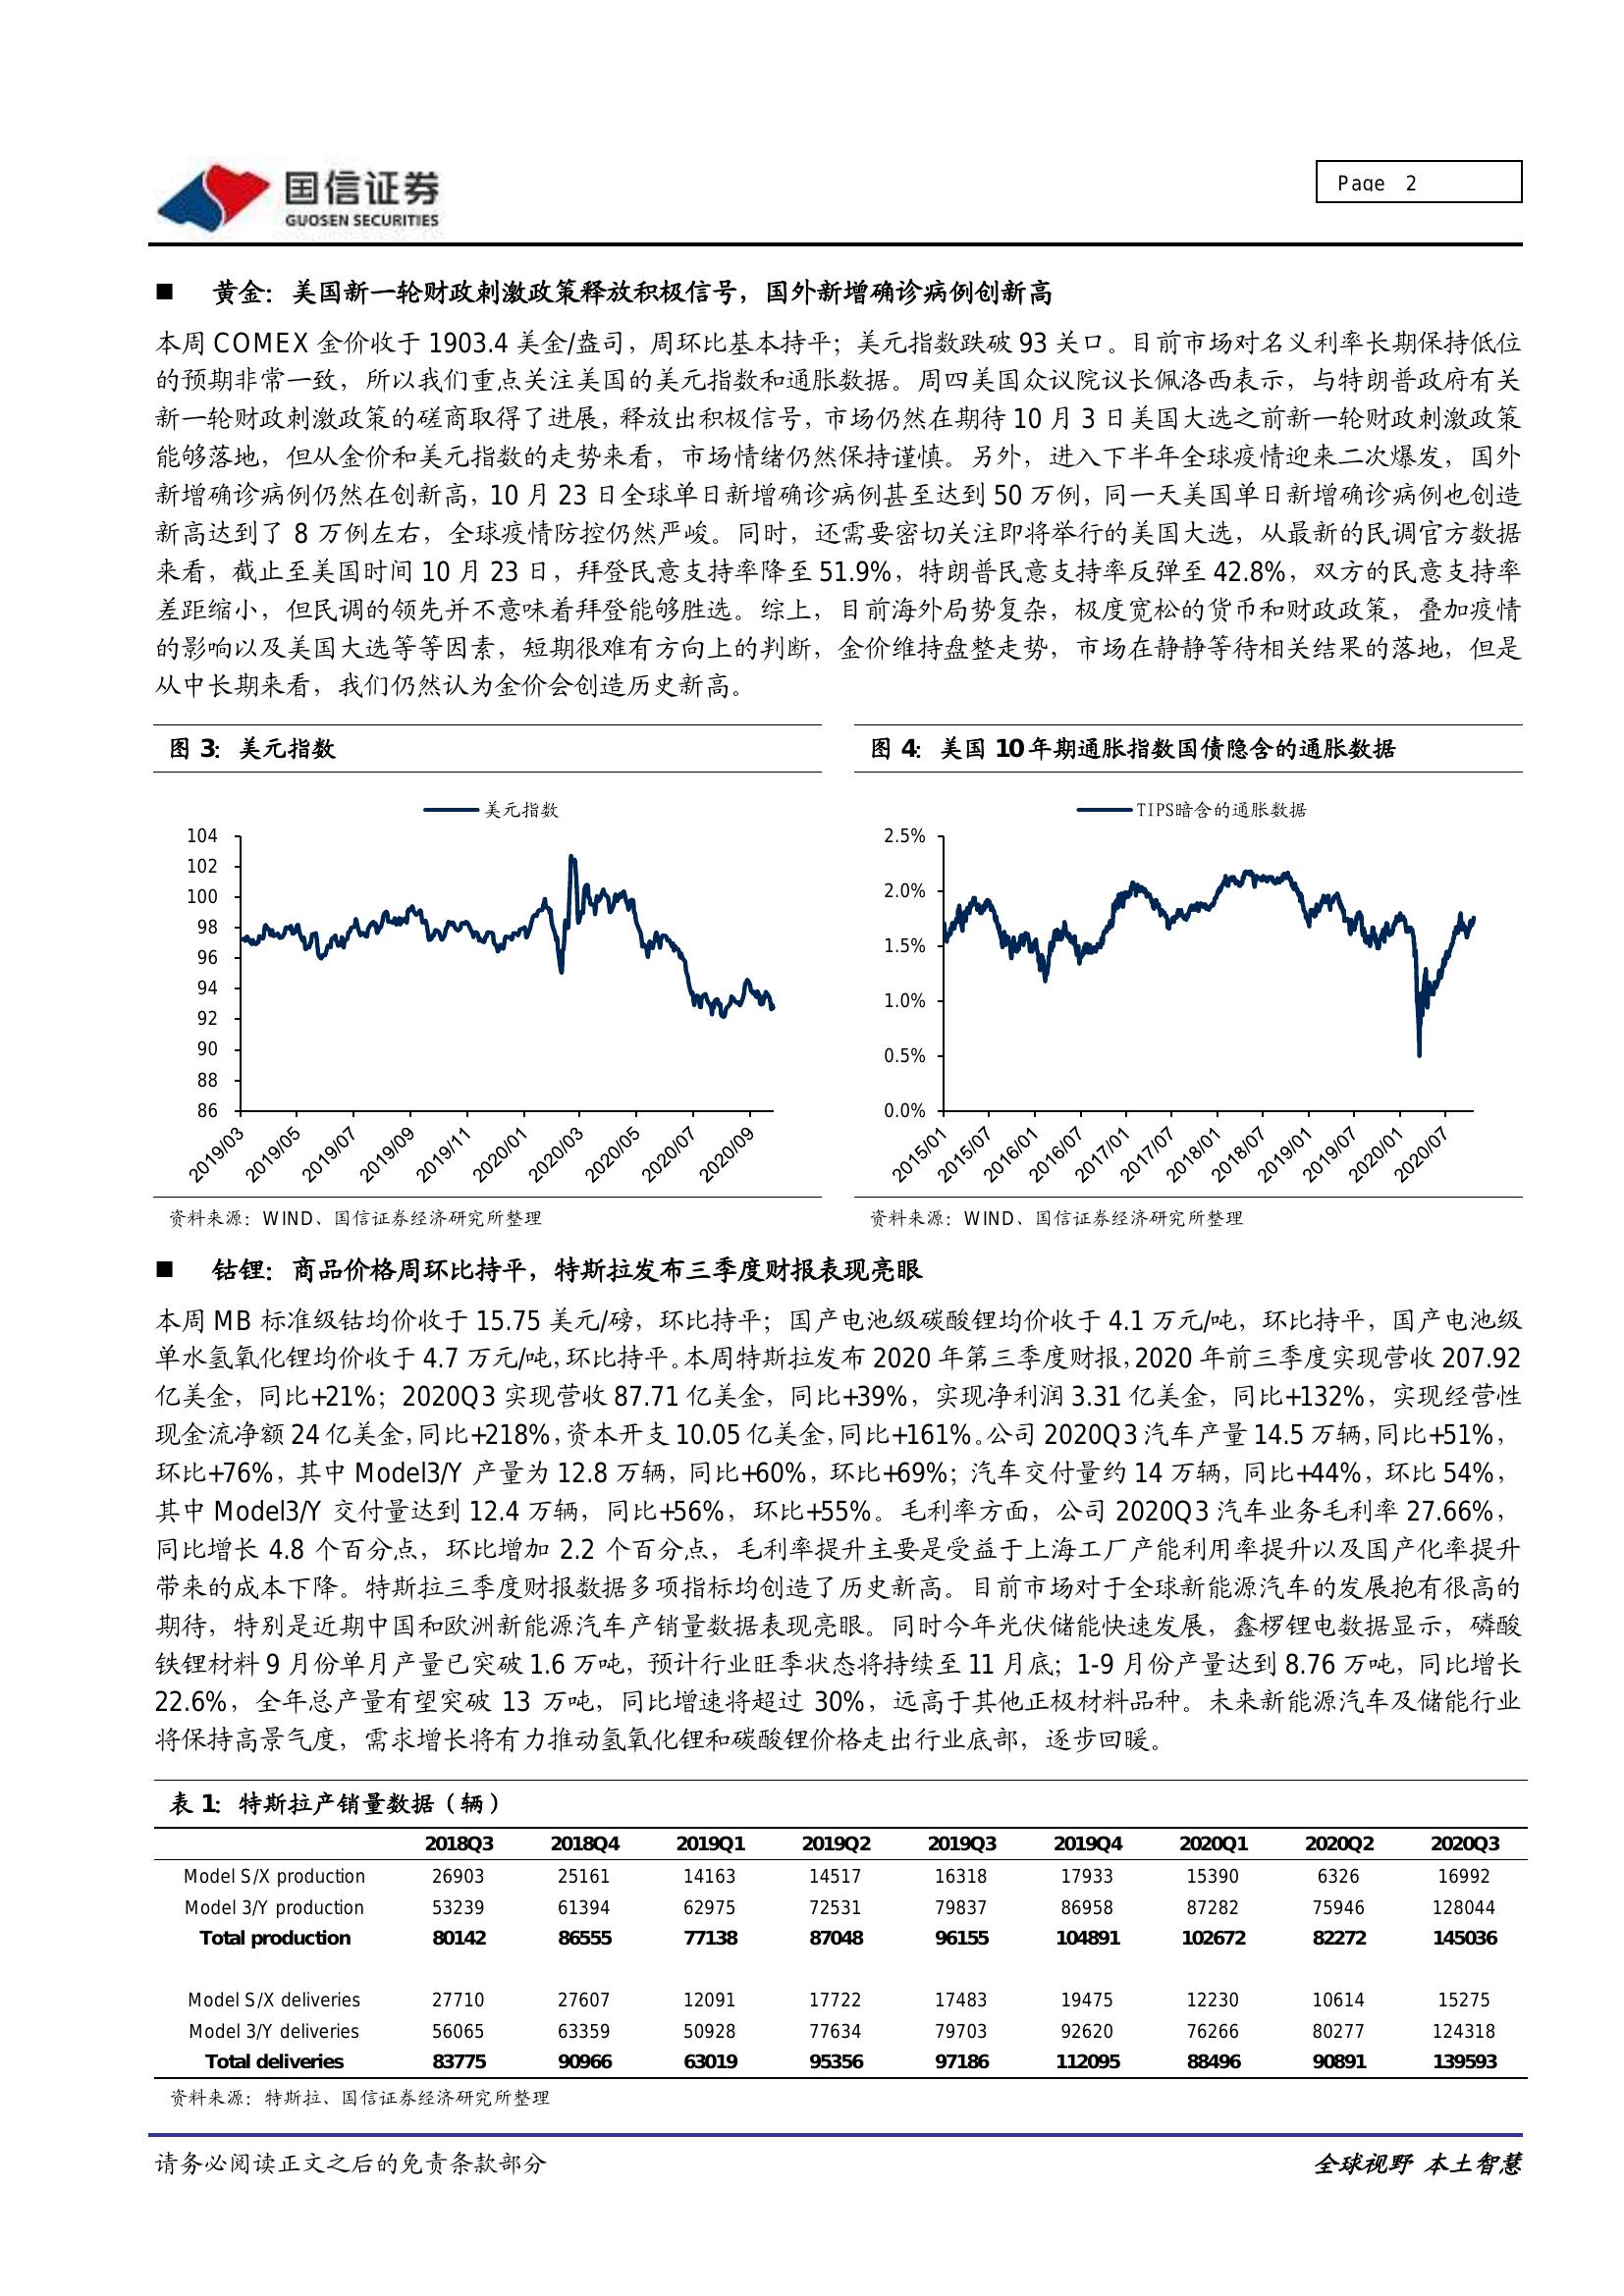 国信证券
GUOSEN SECURITIES
Page 2
■ 黄金：美国新一轮财政刺激政策释放积极信号，国外新增确诊病例创新高
本周 COMEX 金价收于 1903.4 美金/盎司，周环比基本持平；美元指数跌破 93 关口。目前市场对名义利率长期保持低位
的预期非常一致，所以我们重点关注美国的美元指数和通胀数据。周四美国众议院议长佩洛西表示，与特朗普政府有关
新一轮财政刺激政策的磋商取得了进展，释放出积极信号，市场仍然在期待 10 月 3 日美国大选之前新一轮财政刺激政策
能够落地，但从金价和美元指数的走势来看，市场情绪仍然保持谨慎。另外，进入下半年全球疫情迎来二次爆发，国外
新增确诊病例仍然在创新高，10 月 23 日全球单日新增确诊病例甚至达到 50 万例，同一天美国单日新增确诊病例也创造
新高达到了 8 万例左右，全球疫情防控仍然严峻。同时，还需要密切关注即将举行的美国大选，从最新的民调官方数据
来看，截止至美国时间 10 月 23 日，拜登民意支持率降至 51.9%，特朗普民意支持率反弹至 42.8%，双方的民意支持率
差距缩小，但民调的领先并不意味着拜登能够胜选。综上，目前海外局势复杂，极度宽松的货币和财政政策，叠加疫情
的影响以及美国大选等等因素，短期很难有方向上的判断，金价维持盘整走势，市场在静静等待相关结果的落地，但是
从中长期来看，我们仍然认为金价会创造历史新高。
图 3：美元指数
美元指数
104
102
100
98
96
94
92
90
88
86
2019/03 2019/05 2019/07 2019/09 2019/11 2020/01 2020/03 2020/05 2020/07 2020/09
资料来源：WIND、国信证券经济研究所整理
图 4：美国 10 年期通胀指数国债隐含的通胀数据
TIPS暗含的通胀数据
2.5%
2.0%
1.5%
1.0%
0.5%
0.0%
2015/01 2015/07 2016/01 2016/07 2017/01 2017/07 2018/01 2018/07 2019/01 2019/07 2020/01 2020/07
资料来源：WIND、国信证券经济研究所整理
■ 钴锂：商品价格周环比持平，特斯拉发布三季度财报表现亮眼
本周 MB 标准级钴均价收于 15.75 美元/磅，环比持平；国产电池级碳酸锂均价收于 4.1 万元/吨，环比持平，国产电池级
单水氢氧化锂均价收于 4.7 万元/吨，环比持平。本周特斯拉发布 2020 年第三季度财报，2020 年前三季度实现营收 207.92
亿美金，同比+21%；2020Q3 实现营收 87.71 亿美金，同比+39%，实现净利润 3.31 亿美金，同比+132%，实现经营性
现金流净额 24 亿美金，同比+218%，资本开支 10.05 亿美金，同比+161%。公司 2020Q3 汽车产量 14.5 万辆，同比+51%，
环比+76%，其中 Model3/Y 产量为 12.8 万辆，同比+60%，环比+69%；汽车交付量约 14 万辆，同比+44%，环比 54%，
其中 Model3/Y 交付量达到 12.4 万辆，同比+56%，环比+55%。毛利率方面，公司 2020Q3 汽车业务毛利率 27.66%，
同比增长 4.8 个百分点，环比增加 2.2 个百分点，毛利率提升主要是受益于上海工厂产能利用率提升以及国产化率提升
带来的成本下降。特斯拉三季度财报数据多项指标均创造了历史新高。目前市场对于全球新能源汽车的发展抱有很高的
期待，特别是近期中国和欧洲新能源汽车产销量数据表现亮眼。同时今年光伏储能快速发展，鑫椤锂电数据显示，磷酸
铁锂材料 9 月份单月产量已突破 1.6 万吨，预计行业旺季状态将持续至 11 月底；1-9 月份产量达到 8.76 万吨，同比增长
22.6%，全年总产量有望突破 13 万吨，同比增速将超过 30%，远高于其他正极材料品种。未来新能源汽车及储能行业
将保持高景气度，需求增长将有力推动氢氧化锂和碳酸锂价格走出行业底部，逐步回暖。
表 1：特斯拉产销量数据（辆）
2018Q3 2018Q4 2019Q1 2019Q2 2019Q3 2019Q4 2020Q1 2020Q2 2020Q3
Model S/X production 26903 25161 14163 14517 16318 17933 15390 6326 16992
Model 3/Y production 53239 61394 62975 72531 79837 86958 87282 75946 128044
Total production 80142 86555 77138 87048 96155 104891 102672 82272 145036
Model S/X deliveries 27710 27607 12091 17722 17483 19475 12230 10614 15275
Model 3/Y deliveries 56065 63359 50928 77634 79703 92620 76266 80277 124318
Total deliveries 83775 90966 63019 95356 97186 112095 88496 90891 139593
资料来源：特斯拉、国信证券经济研究所整理
请务必阅读正文之后的免责条款部分
全球视野 本土智慧